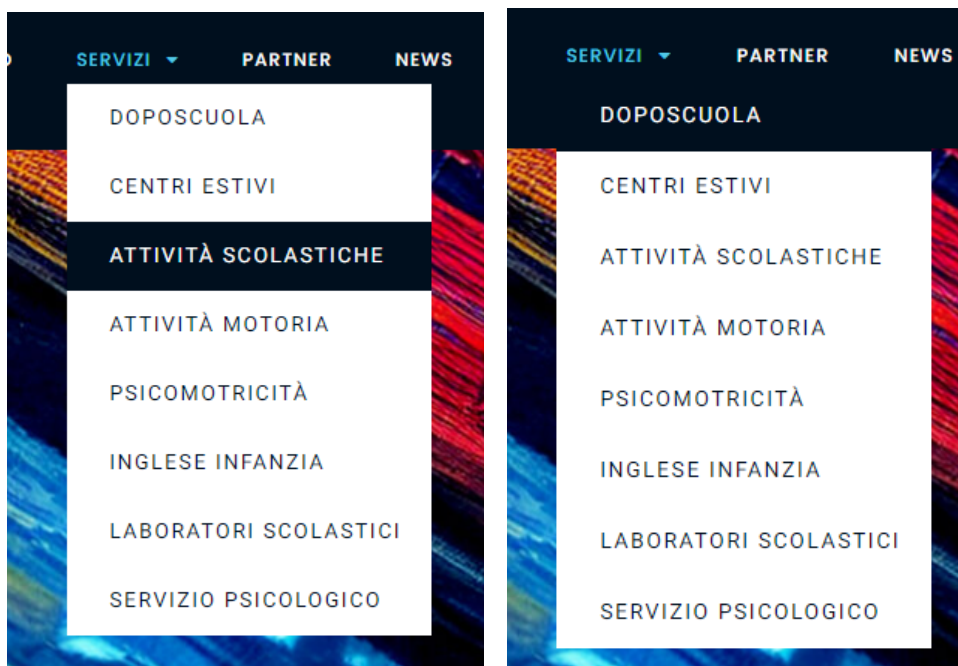 SERVIZI PARTNER NEWS
DOPOSCUOLA
CENTRI ESTIVI
ATTIVITÀ SCOLASTICHE
ATTIVITÀ MOTORIA
PSICOMOTRICITÀ
INGLESE INFANZIA
LABORATORI SCOLASTICI
SERVIZIO PSICOLOGICO
SERVIZI PARTNER NEWS
DOPOSCUOLA
CENTRI ESTIVI
ATTIVITÀ SCOLASTICHE
ATTIVITÀ MOTORIA
PSICOMOTRICITÀ
INGLESE INFANZIA
LABORATORI SCOLASTICI
SERVIZIO PSICOLOGICO